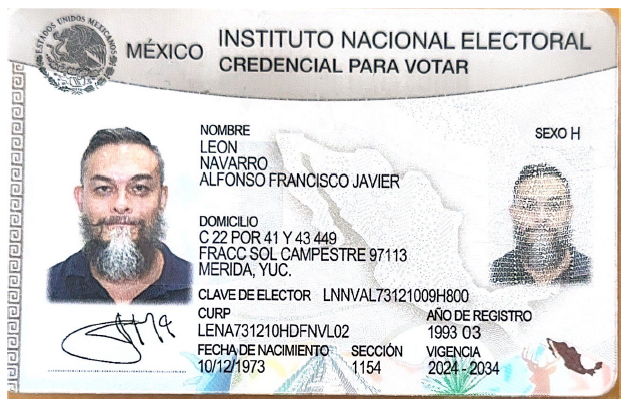 ESTADOS UNIDOS MEXICANOS
MÉXICO INSTITUTO NACIONAL ELECTORAL
CREDENCIAL PARA VOTAR
NOMBRE SEXO H
LEON
NAVARRO
ALFONSO FRANCISCO JAVIER
DOMICILIO
C 22 POR 41 Y 43 449
FRACC SOL CAMPESTRE 97113
MERIDA, YUC.
CLAVE DE ELECTOR LNNVAL73121009H800
CURP AÑO DE REGISTRO
LENA731210HDFNVL02 1993 03
FECHA DE NACIMIENTO SECCIÓN VIGENCIA
10/12/1973 1154 2024 - 2034